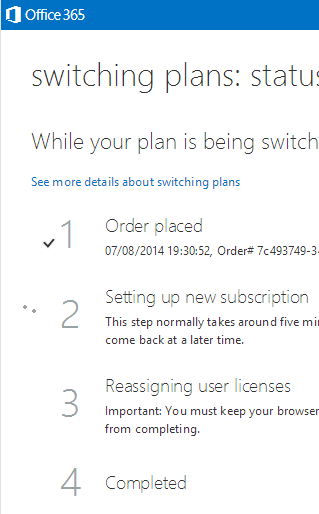 Office 365
switching plans: status
While your plan is being switch
See more details about switching plans
1 Order placed
07/08/2014 19:30:52, Order# 7c493749-3
2 Setting up new subscription
This step normally takes around five min
come back at a later time.
3 Reassigning user licenses
Important: You must keep your browser
from completing.
4 Completed